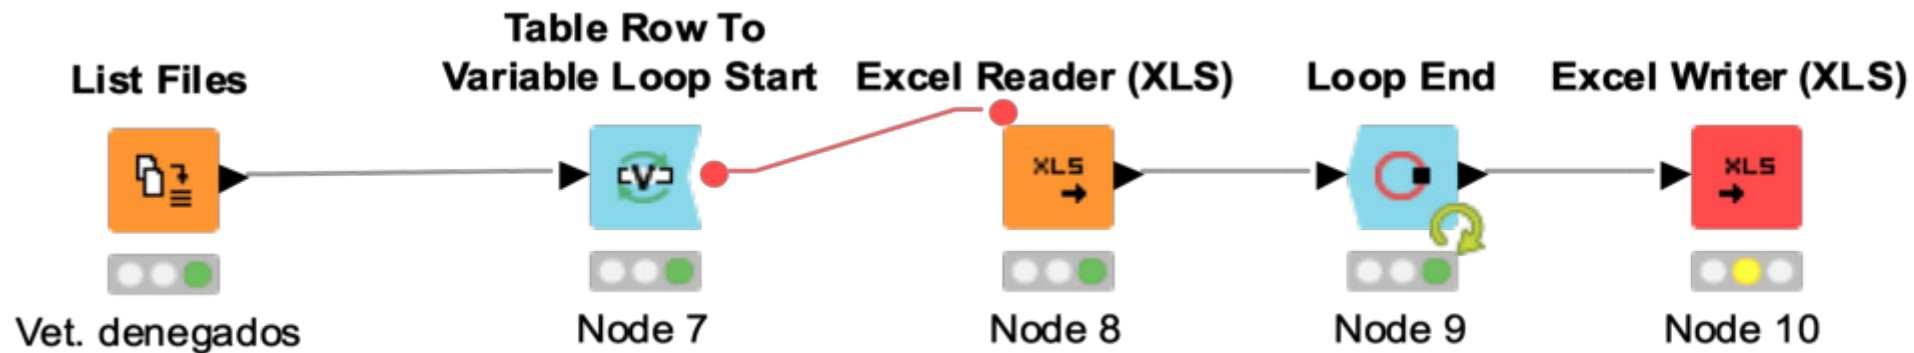 List Files
Table Row To
Variable Loop Start
Excel Reader (XLS)
Loop End
Excel Writer (XLS)
V
XLS
XLS
Vet. denegados
Node 7
Node 8
Node 9
Node 10